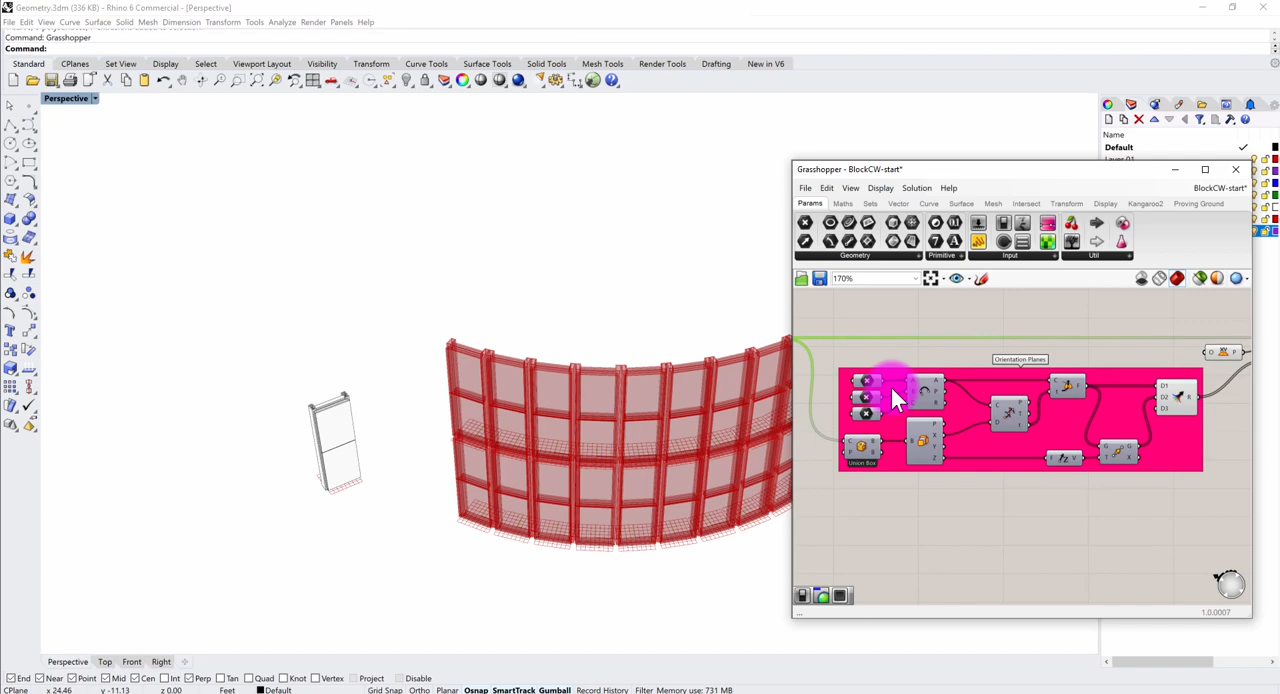 Geometry.3dm (336 KB) - Rhino 6 Commercial - [Perspective]
File Edit View Curve Surface Solid Mesh Dimension Transform Tools Analyze Render Panels Help
Command: Grasshopper
Command:
Standard CPlanes Set View Display Select Viewport Layout Visibility Transform Curve Tools Surface Tools Solid Tools Mesh Tools Render Tools Drafting New in V6
Perspective
Name
Default
Grasshopper - BlockCW-start*
File Edit View Display Solution Help BlockCW-start*
Params Maths Sets Vector Curve Surface Mesh Intersect Transform Display Kangaroo2 Proving Ground
Geometry Primitive Input Util
170%
Orientation Planes
O P
A
P
R
C
t
F
D1
D2
D3
R
C
D
P
t
C
P
B
B
Union Box
B
P
X
Y
Z
F V
G
T
G
X
...
1.0.0007
Perspective Top Front Right
End Near Point Mid Cen Int Perp Tan Quad Knot Vertex Project Disable
CPlane x 24.46 y -11.13 z 0.00 Feet Default Grid Snap Ortho Planar Osnap SmartTrack Gumball Record History Filter Memory use: 731 MB